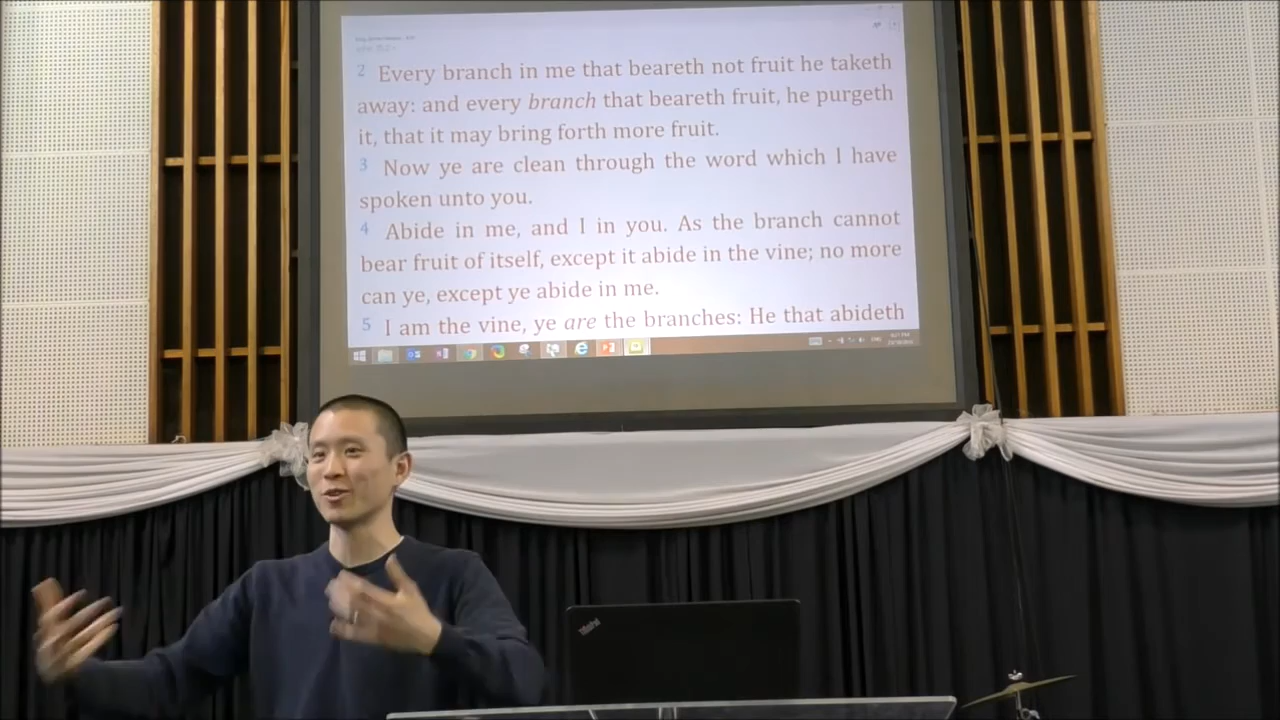 2 Every branch in me that beareth not fruit he taketh
away: and every branch that beareth fruit, he purgeth
it, that it may bring forth more fruit.
3 Now ye are clean through the word which I have
spoken unto you.
4 Abide in me, and I in you. As the branch cannot
bear fruit of itself, except it abide in the vine; no more
can ye, except ye abide in me.
5 I am the vine, ye are the branches: He that abideth
ThinkPad